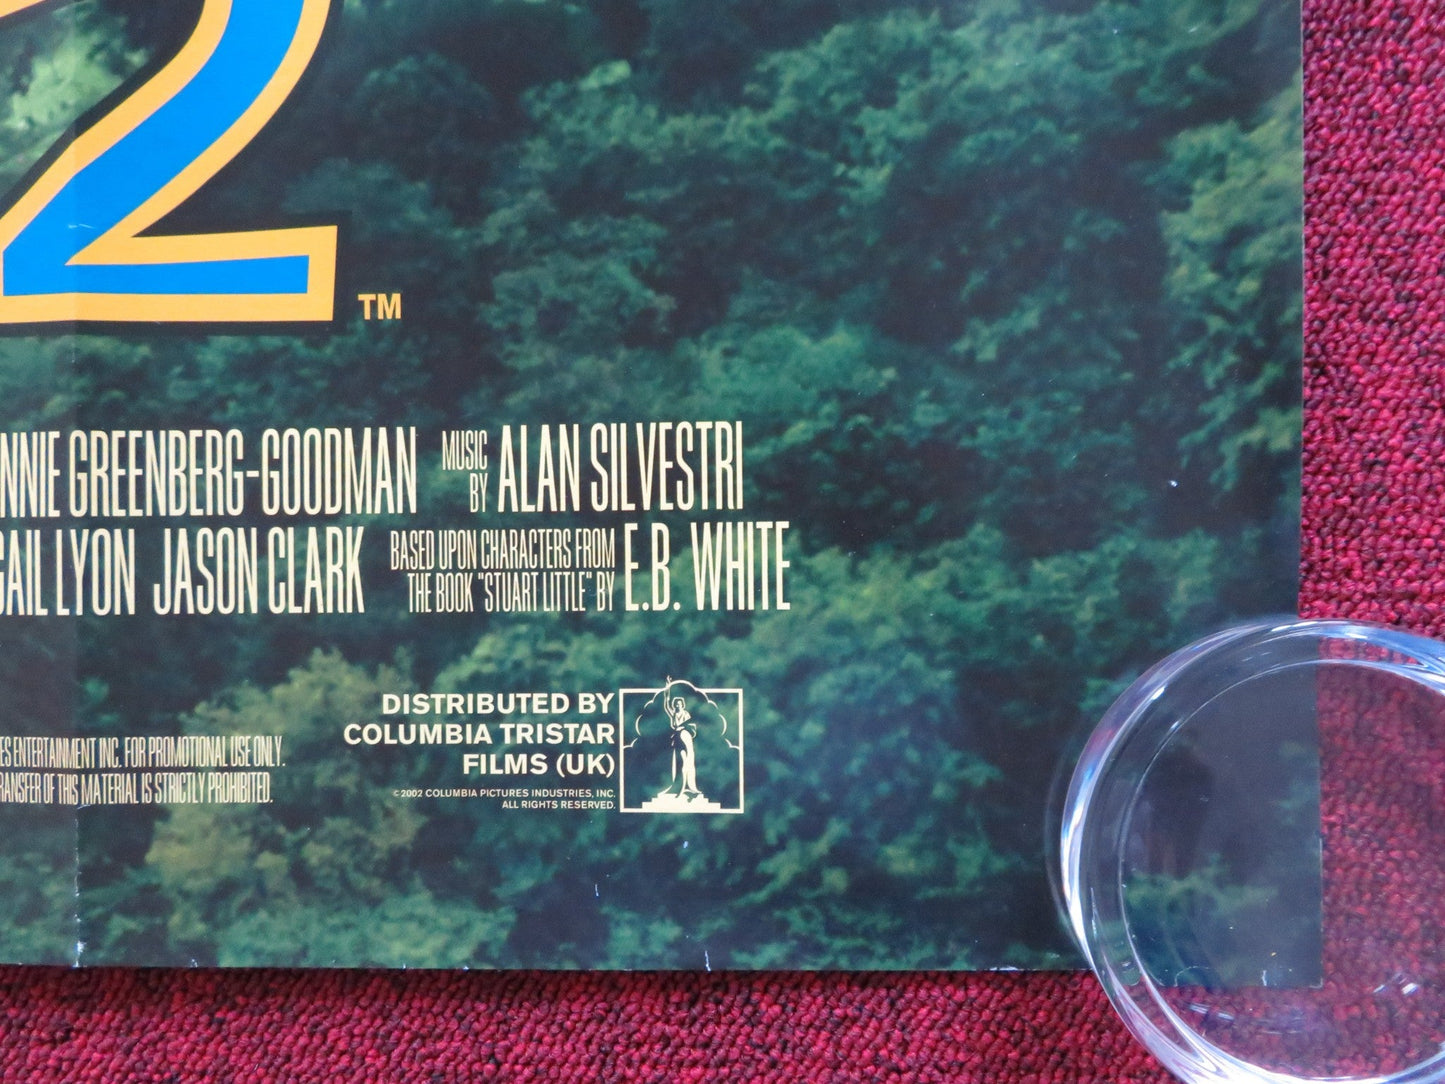 2
TM
NNIE GREENBERG-GOODMAN MUSIC BY ALAN SILVESTRI
GAIL LYON JASON CLARK BASED UPON CHARACTERS FROM THE BOOK "STUART LITTLE" BY E.B. WHITE
DISTRIBUTED BY
COLUMBIA TRISTAR
FILMS (UK)
©2002 COLUMBIA PICTURES INDUSTRIES, INC.
ALL RIGHTS RESERVED.
ES ENTERTAINMENT INC. FOR PROMOTIONAL USE ONLY.
RANSFER OF THIS MATERIAL IS STRICTLY PROHIBITED.